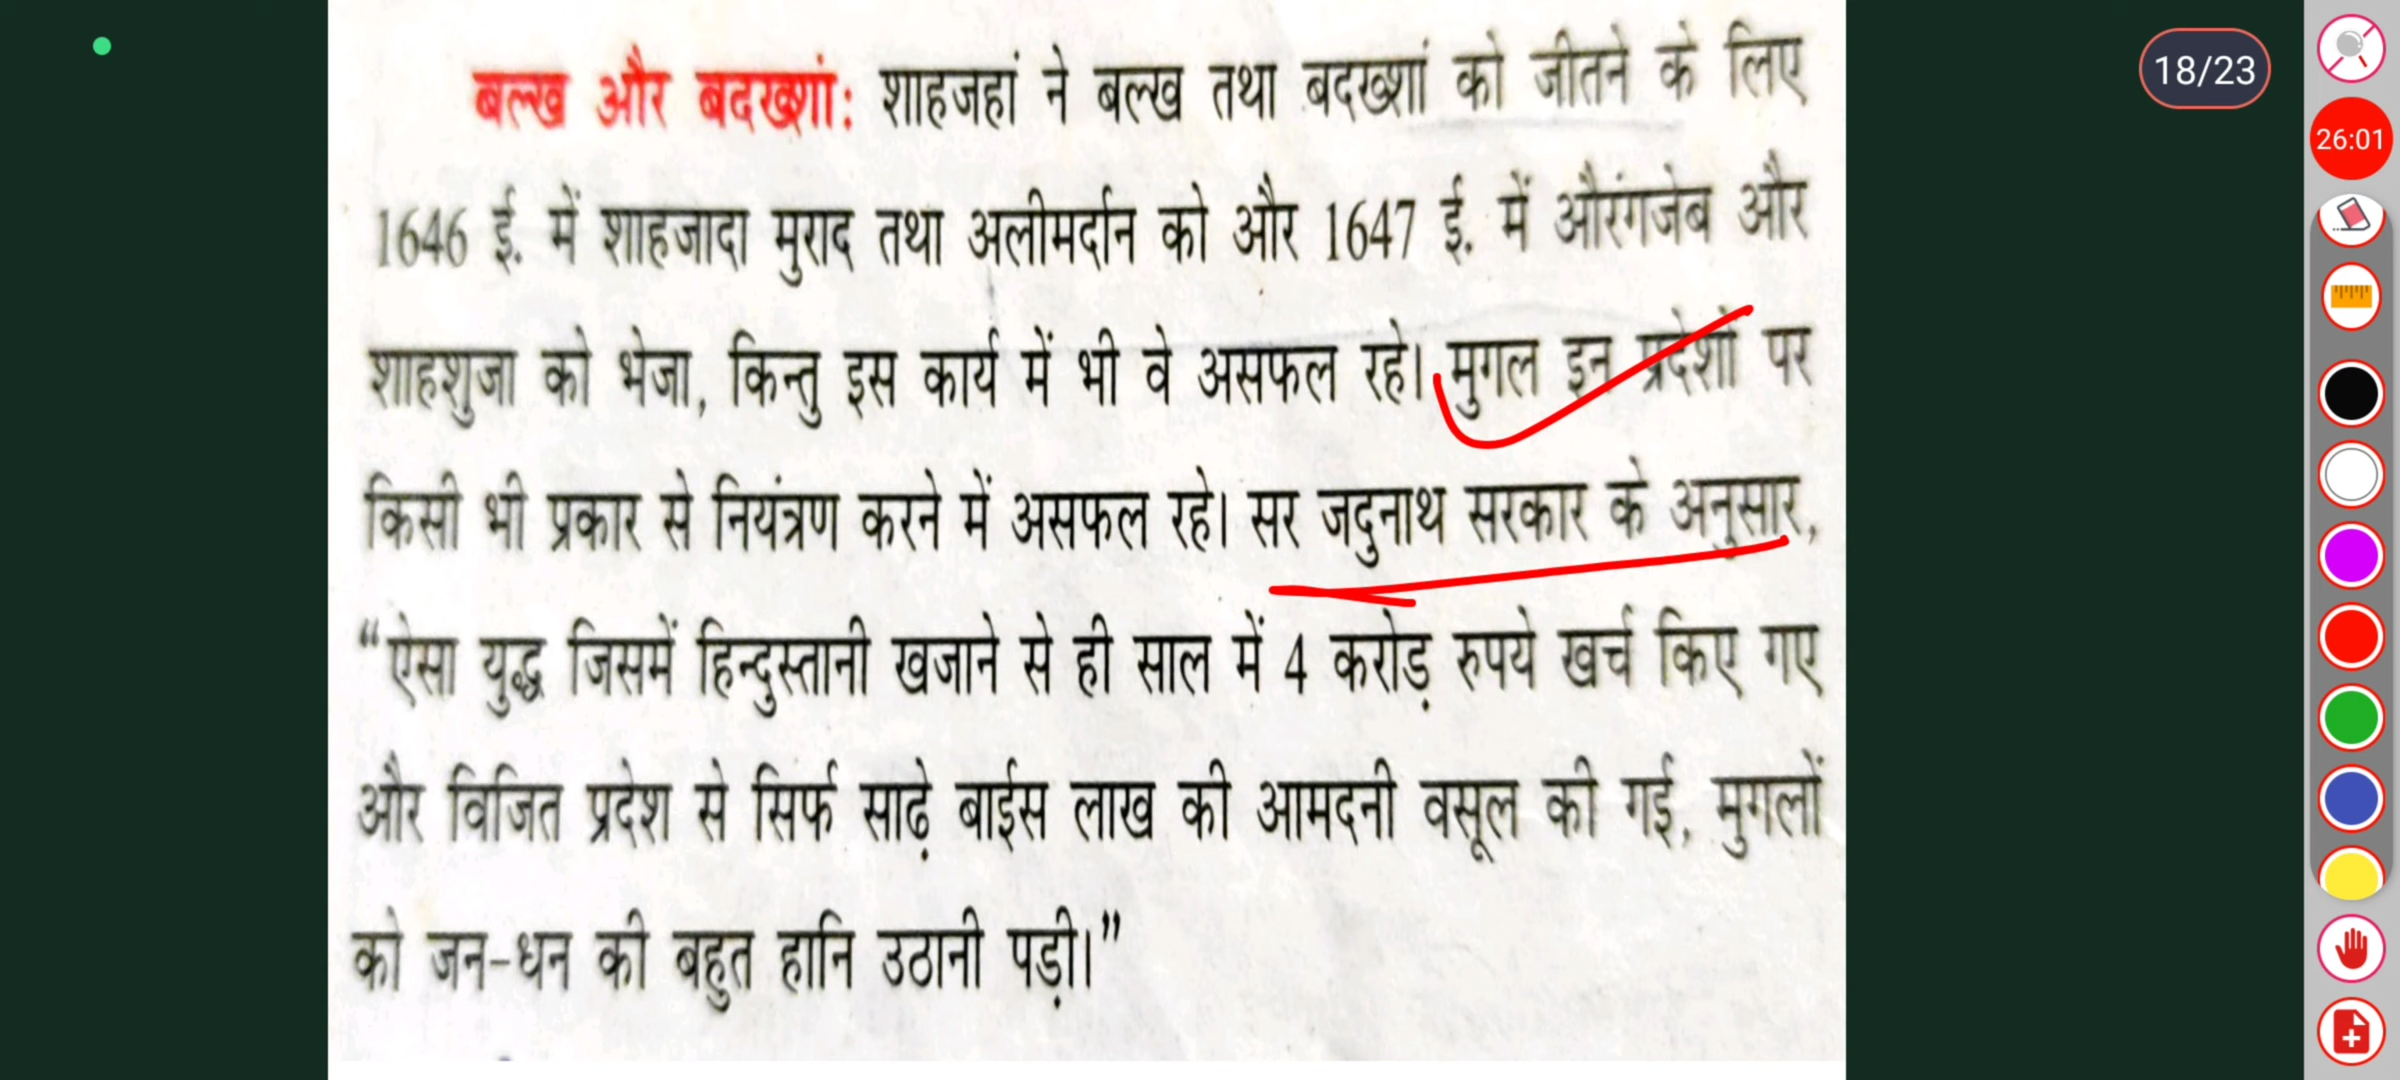 बल्ख और बदख्शां: शाहजहां ने बल्ख तथा बदख्शां को जीतने के लिए
1646 ई. में शाहजादा मुराद तथा अलीमर्दान को और 1647 ई. में औरंगजेब और
शाहशुजा को भेजा, किन्तु इस कार्य में भी वे असफल रहे। मुगल इन प्रदेशों पर
किसी भी प्रकार से नियंत्रण करने में असफल रहे। सर जदुनाथ सरकार के अनुसार,
“ऐसा युद्ध जिसमें हिन्दुस्तानी खजाने से ही साल में 4 करोड़ रुपये खर्च किए गए
और विजित प्रदेश से सिर्फ साढ़े बाईस लाख की आमदनी वसूल की गई, मुगलों
को जन-धन की बहुत हानि उठानी पड़ी।”
18/23
26:01